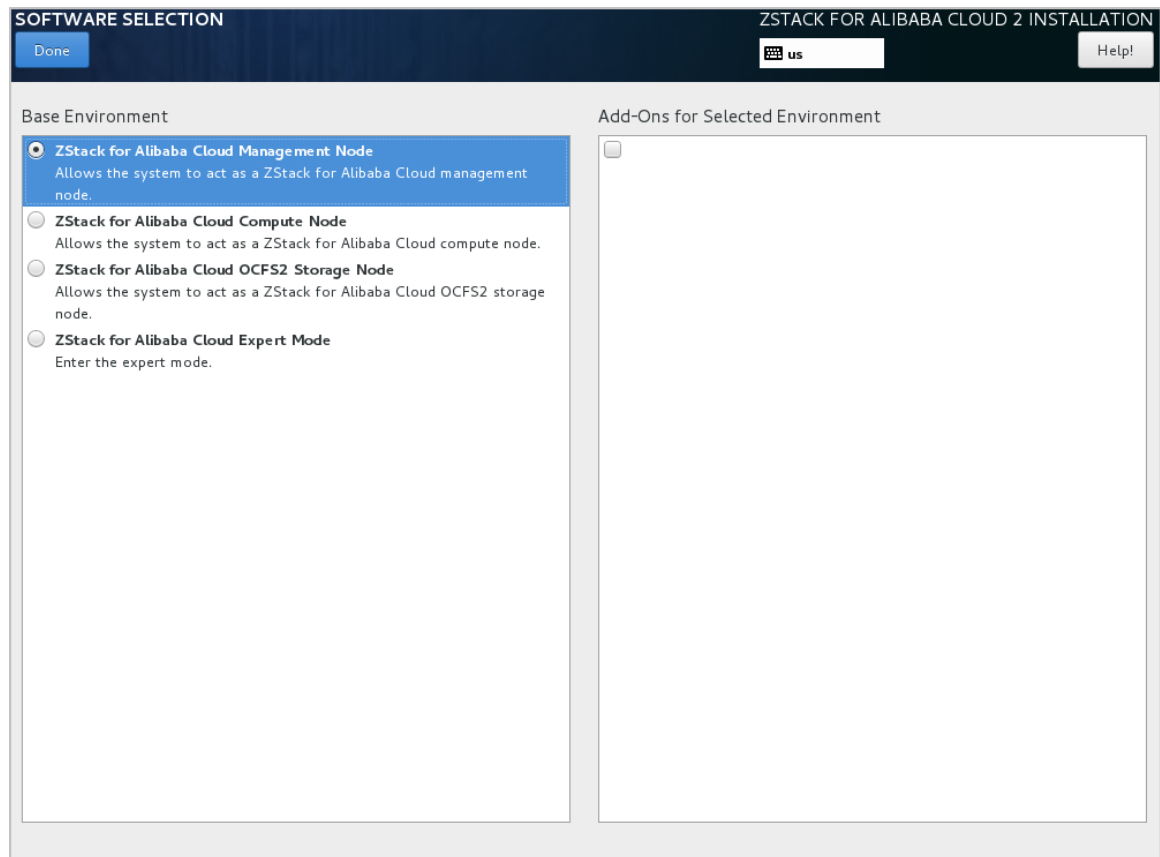 SOFTWARE SELECTION
ZSTACK FOR ALIBABA CLOUD 2 INSTALLATION
Done
us
Help!
Base Environment
ZStack for Alibaba Cloud Management Node
Allows the system to act as a ZStack for Alibaba Cloud management
node.
ZStack for Alibaba Cloud Compute Node
Allows the system to act as a ZStack for Alibaba Cloud compute node.
ZStack for Alibaba Cloud OCFS2 Storage Node
Allows the system to act as a ZStack for Alibaba Cloud OCFS2 storage
node.
ZStack for Alibaba Cloud Expert Mode
Enter the expert mode.
Add-Ons for Selected Environment